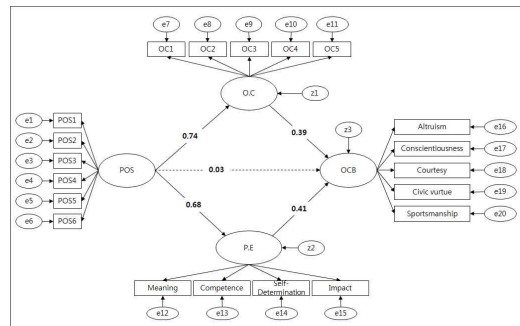 e7 e8 e9 e10 e11
OC1 OC2 OC3 OC4 OC5
O.C z1
e1 POS1
e2 POS2
e3 POS3
e4 POS4
e5 POS5
e6 POS6
POS
0.74
0.39
0.03
0.68
0.41
z3
OCB
Altruism e16
Conscientiousness e17
Courtesy e18
Civic vurtue e19
Sportsmanship e20
P.E z2
Meaning Competence Self-
Determination Impact
e12 e13 e14 e15